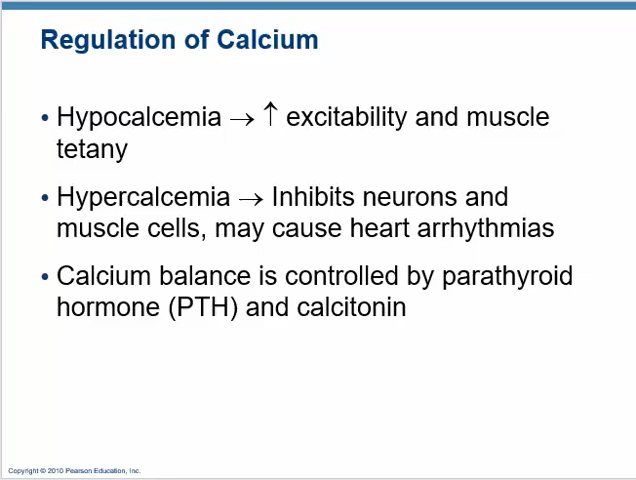 Regulation of Calcium
• Hypocalcemia → ↑ excitability and muscle
tetany
• Hypercalcemia → Inhibits neurons and
muscle cells, may cause heart arrhythmias
• Calcium balance is controlled by parathyroid
hormone (PTH) and calcitonin
Copyright © 2010 Pearson Education, Inc.